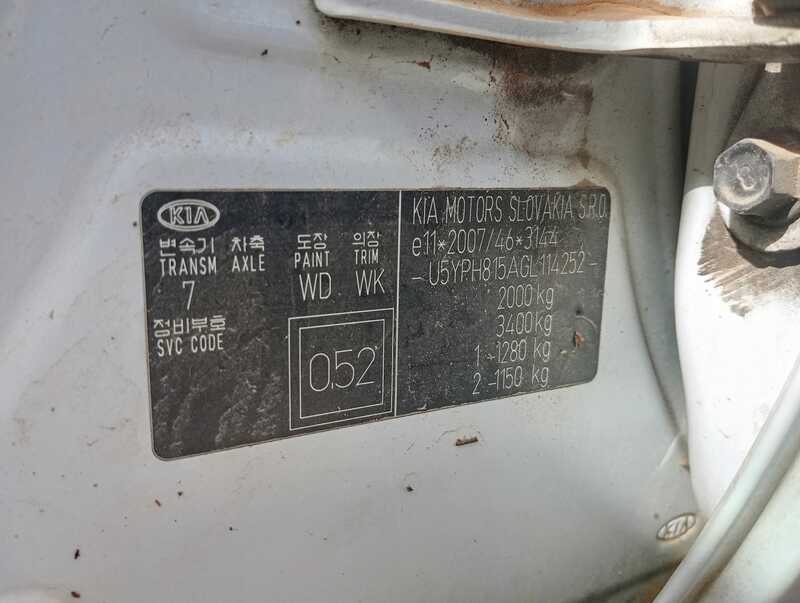 KIA
변속기 차축 도장 의장
TRANSM AXLE PAINT TRIM
7 WD WK
정비부호
SVC CODE
0.52
KIA MOTORS SLOVAKIA S.R.O.
e11*2007/46*3144
-U5YPH815AGL114252-
2000 kg
3400kg
1 -1280 kg
2 -1150 kg
KIA